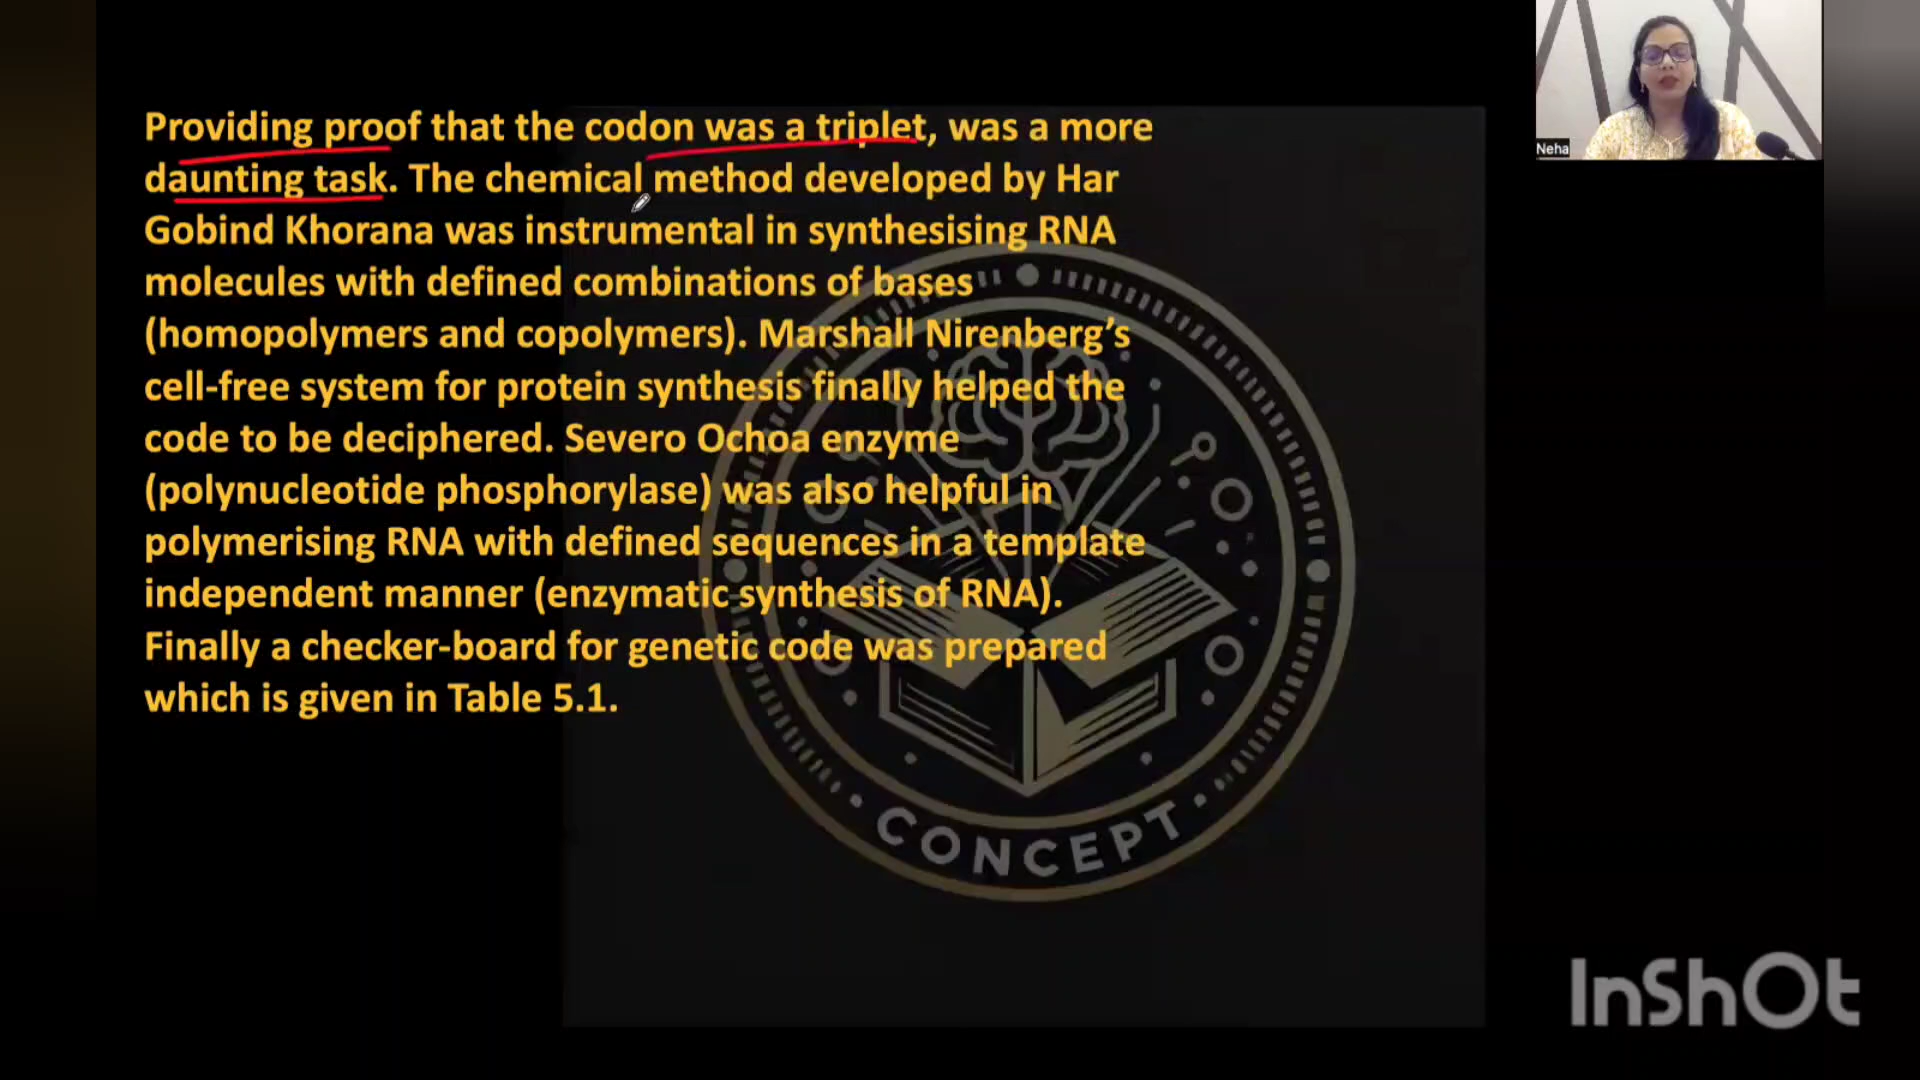 Providing proof that the codon was a triplet, was a more
daunting task. The chemical method developed by Har
Gobind Khorana was instrumental in synthesising RNA
molecules with defined combinations of bases
(homopolymers and copolymers). Marshall Nirenberg’s
cell-free system for protein synthesis finally helped the
code to be deciphered. Severo Ochoa enzyme
(polynucleotide phosphorylase) was also helpful in
polymerising RNA with defined sequences in a template
independent manner (enzymatic synthesis of RNA).
Finally a checker-board for genetic code was prepared
which is given in Table 5.1.
Neha
CONCEPT
InShOt